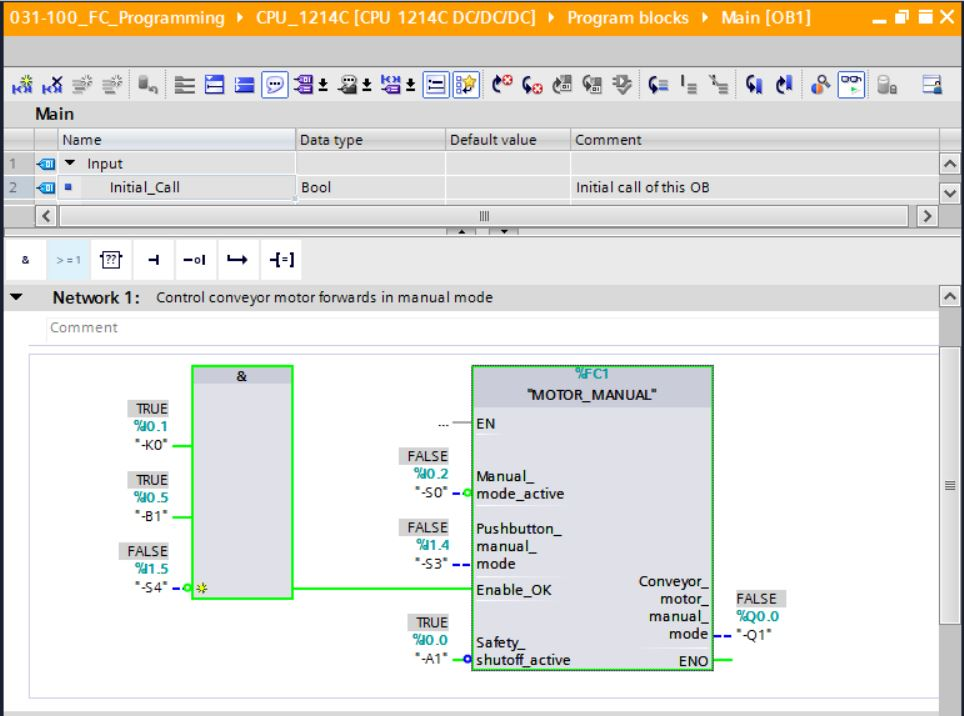 031-100_FC_Programming ▸ CPU_1214C [CPU 1214C DC/DC/DC] ▸ Program blocks ▸ Main [OB1]
Main
Name Data type Default value Comment
1 Input
2 Initial_Call Bool Initial call of this OB
& >=1 ??
Network 1: Control conveyor motor forwards in manual mode
Comment
&
TRUE
%I0.1
"-K0"
TRUE
%I0.5
"-B1"
FALSE
%I1.5
"-S4"
%FC1
"MOTOR_MANUAL"
... EN
FALSE
%I0.2
"-S0"
Manual_
mode_active
FALSE
%I1.4
"-S3"
Pushbutton_
manual_
mode
Enable_OK
TRUE
%I0.0
"-A1"
Safety_
shutoff_active
Conveyor_
motor_
manual_
mode
FALSE
%Q0.0
"-Q1"
ENO